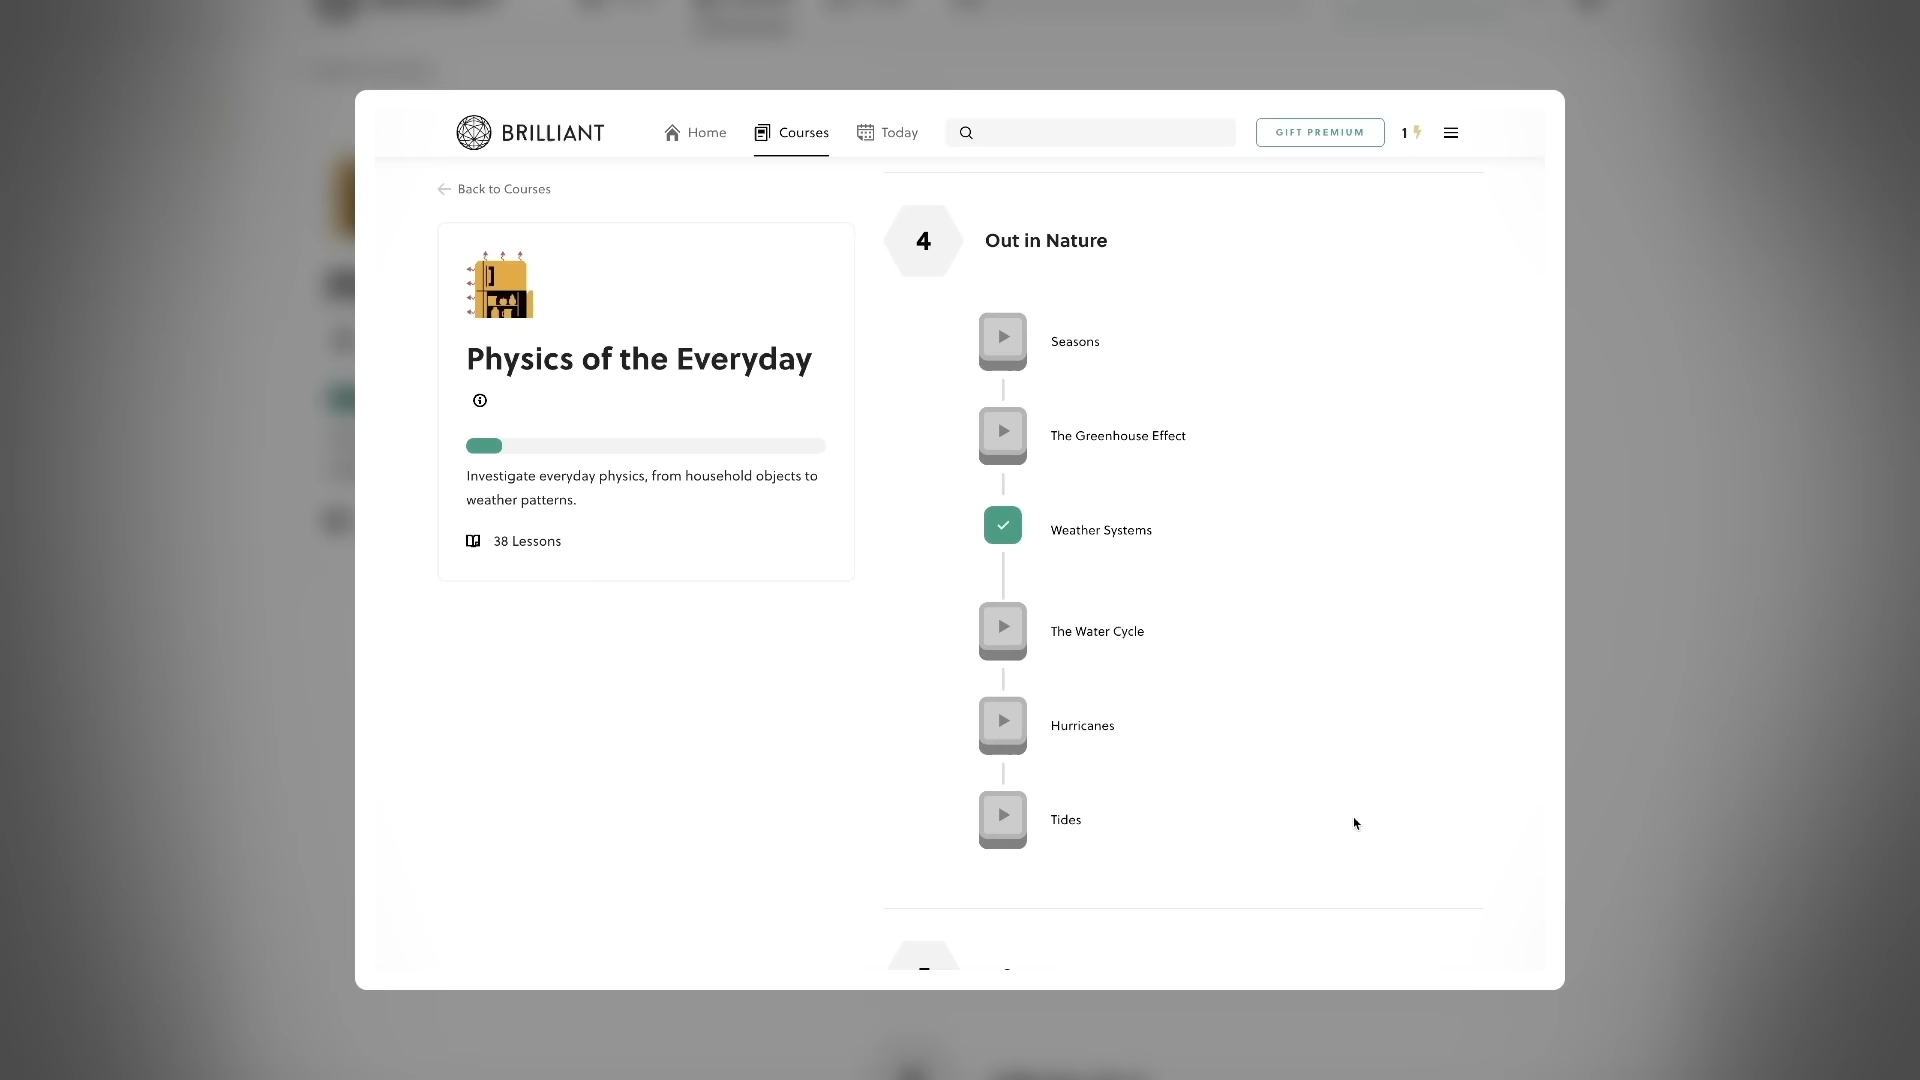 BRILLIANT
Home
Courses
Today
GIFT PREMIUM
1
Back to Courses
Physics of the Everyday
Investigate everyday physics, from household objects to
weather patterns.
38 Lessons
4
Out in Nature
Seasons
The Greenhouse Effect
Weather Systems
The Water Cycle
Hurricanes
Tides